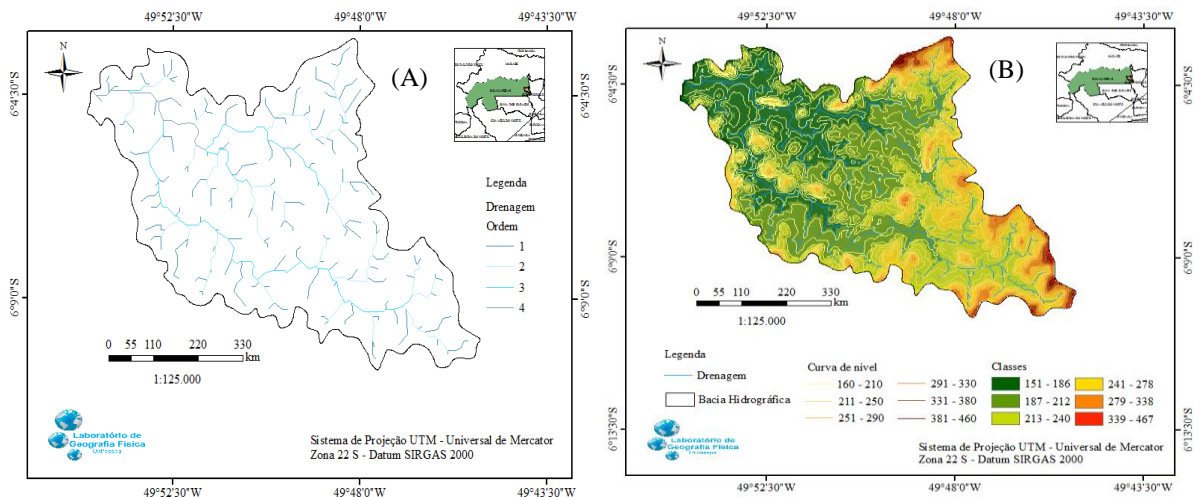 49°52'30"W
49°48'0"W
49°43'30"W
N
(A)
6°4'30"S
6°4'30"S
Legenda
Drenagem
Ordem
1
2
3
4
6°9'0"S
6°9'0"S
0 55 110 220 330
km
1:125.000
Laboratório de
Geografia Física
Unifesspa
Sistema de Projeção UTM - Universal de Mercator
Zona 22 S - Datum SIRGAS 2000
49°52'30"W
49°48'0"W
49°43'30"W
49°52'30"W
49°48'0"W
49°43'30"W
N
(B)
6°4'30"S
6°4'30"S
6°9'0"S
6°9'0"S
0 55 110 220 330
km
1:125.000
Legenda
Drenagem
Bacia Hidrográfica
Curva de nivel
160 - 210
211 - 250
251 - 290
291 - 330
331 - 380
381 - 460
Classes
151 - 186
187 - 212
213 - 240
241 - 278
279 - 338
339 - 467
6°13'30"S
6°13'30"S
Laboratório de
Geografia Física
Sistema de Projeção UTM - Universal de Mercator
Zona 22 S - Datum SIRGAS 2000
49°52'30"W
49°48'0"W
49°43'30"W